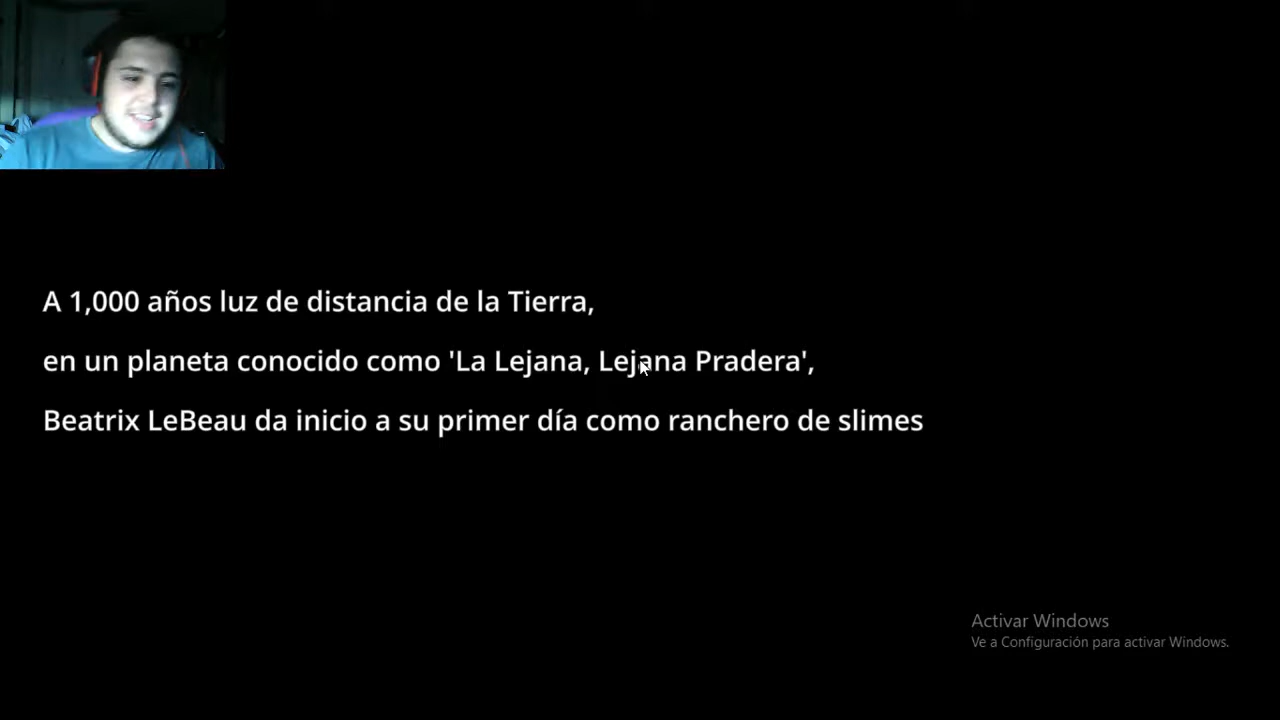 A 1,000 años luz de distancia de la Tierra,
en un planeta conocido como 'La Lejana, Lejana Pradera',
Beatrix LeBeau da inicio a su primer día como ranchero de slimes
Activar Windows
Ve a Configuración para activar Windows.